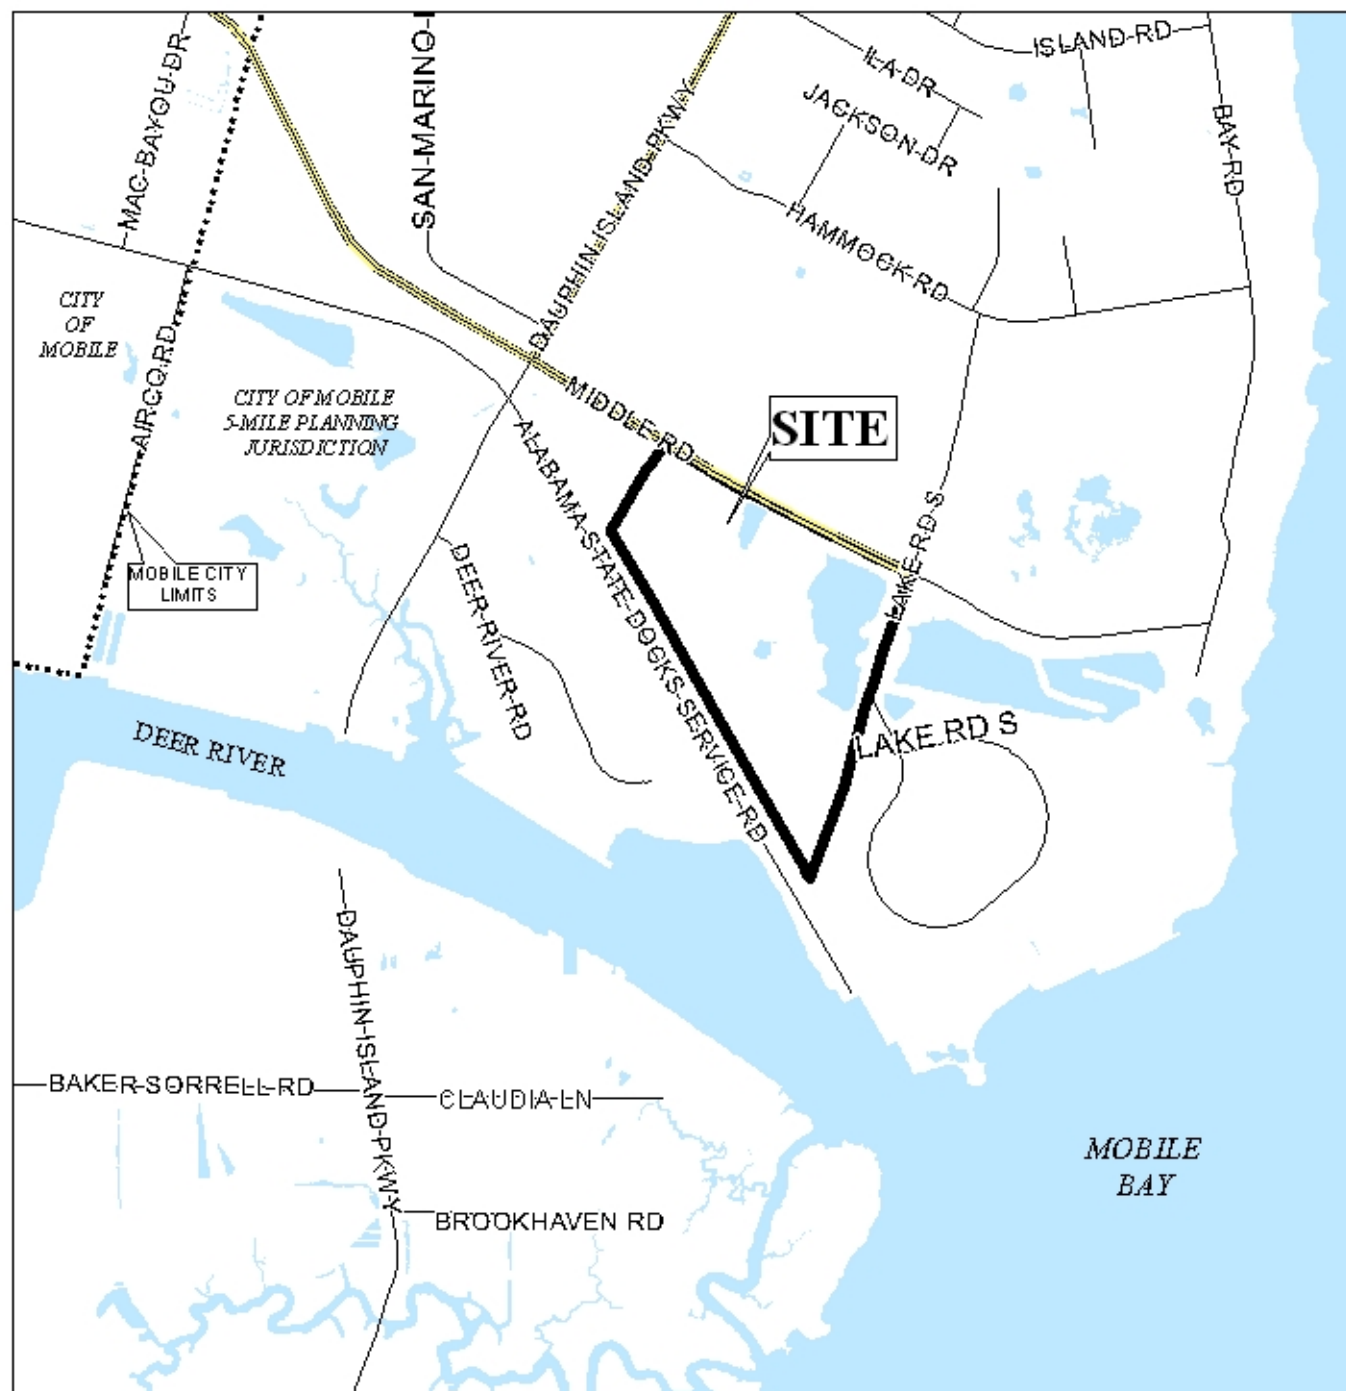 ISLAND RD
ILA DR
JACKSON DR
BAY RD
MAC BAYOU DR
DAUPHIN ISLAND PKWY
HAMMOCK RD
CITY
OF
MOBILE
AIRCO RD
CITY OF MOBILE
5-MILE PLANNING
JURISDICTION
MIDDLE RD
SITE
ALABAMA STATE DOCKS SERVICE RD
LAKE RD S
MOBILE CITY
LIMITS
DEER RIVER RD
DEER RIVER
LAKE RD S
DAUPHIN ISLAND PKWY
BAKER SORRELL RD
CLAUDIA LN
MOBILE
BAY
BROOKHAVEN RD
SAN MARINO